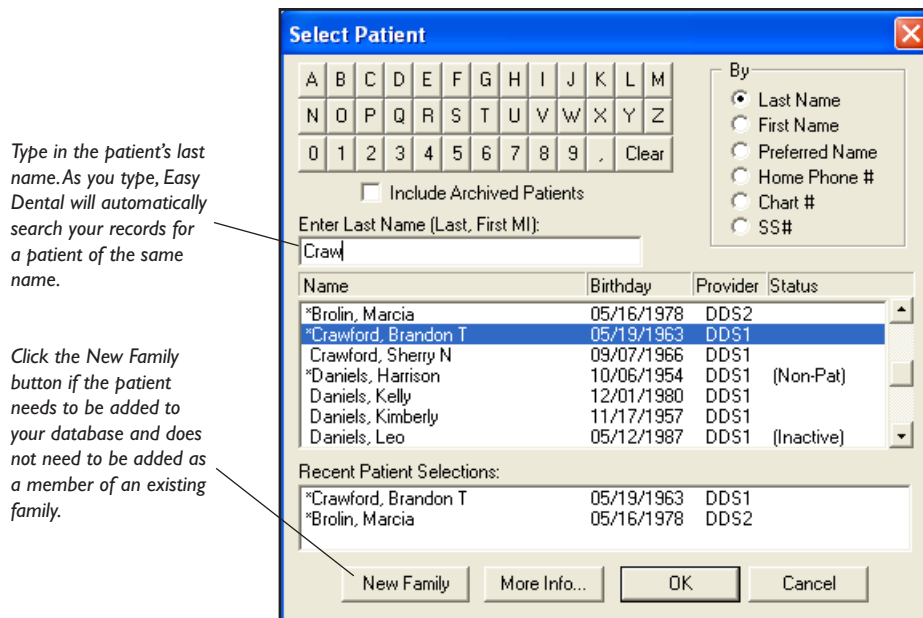 Select Patient
A B C D E F G H I J K L M
N O P Q R S T U V W X Y Z
0 1 2 3 4 5 6 7 8 9 , Clear
Include Archived Patients
By
Last Name
First Name
Preferred Name
Home Phone #
Chart #
SS#
Type in the patient's last
name. As you type, Easy
Dental will automatically
search your records for
a patient of the same
name.
Enter Last Name (Last, First MI):
Craw
Name Birthday Provider Status
*Brolin, Marcia 05/16/1978 DDS2
*Crawford, Brandon T 05/19/1963 DDS1
Crawford, Sherry N 09/07/1966 DDS1
*Daniels, Harrison 10/06/1954 DDS1 (Non-Pat)
Daniels, Kelly 12/01/1980 DDS1
Daniels, Kimberly 11/17/1957 DDS1
Daniels, Leo 05/12/1987 DDS1 (Inactive)
Click the New Family
button if the patient
needs to be added to
your database and does
not need to be added as
a member of an existing
family.
Recent Patient Selections:
*Crawford, Brandon T 05/19/1963 DDS1
*Brolin, Marcia 05/16/1978 DDS2
New Family More Info... OK Cancel